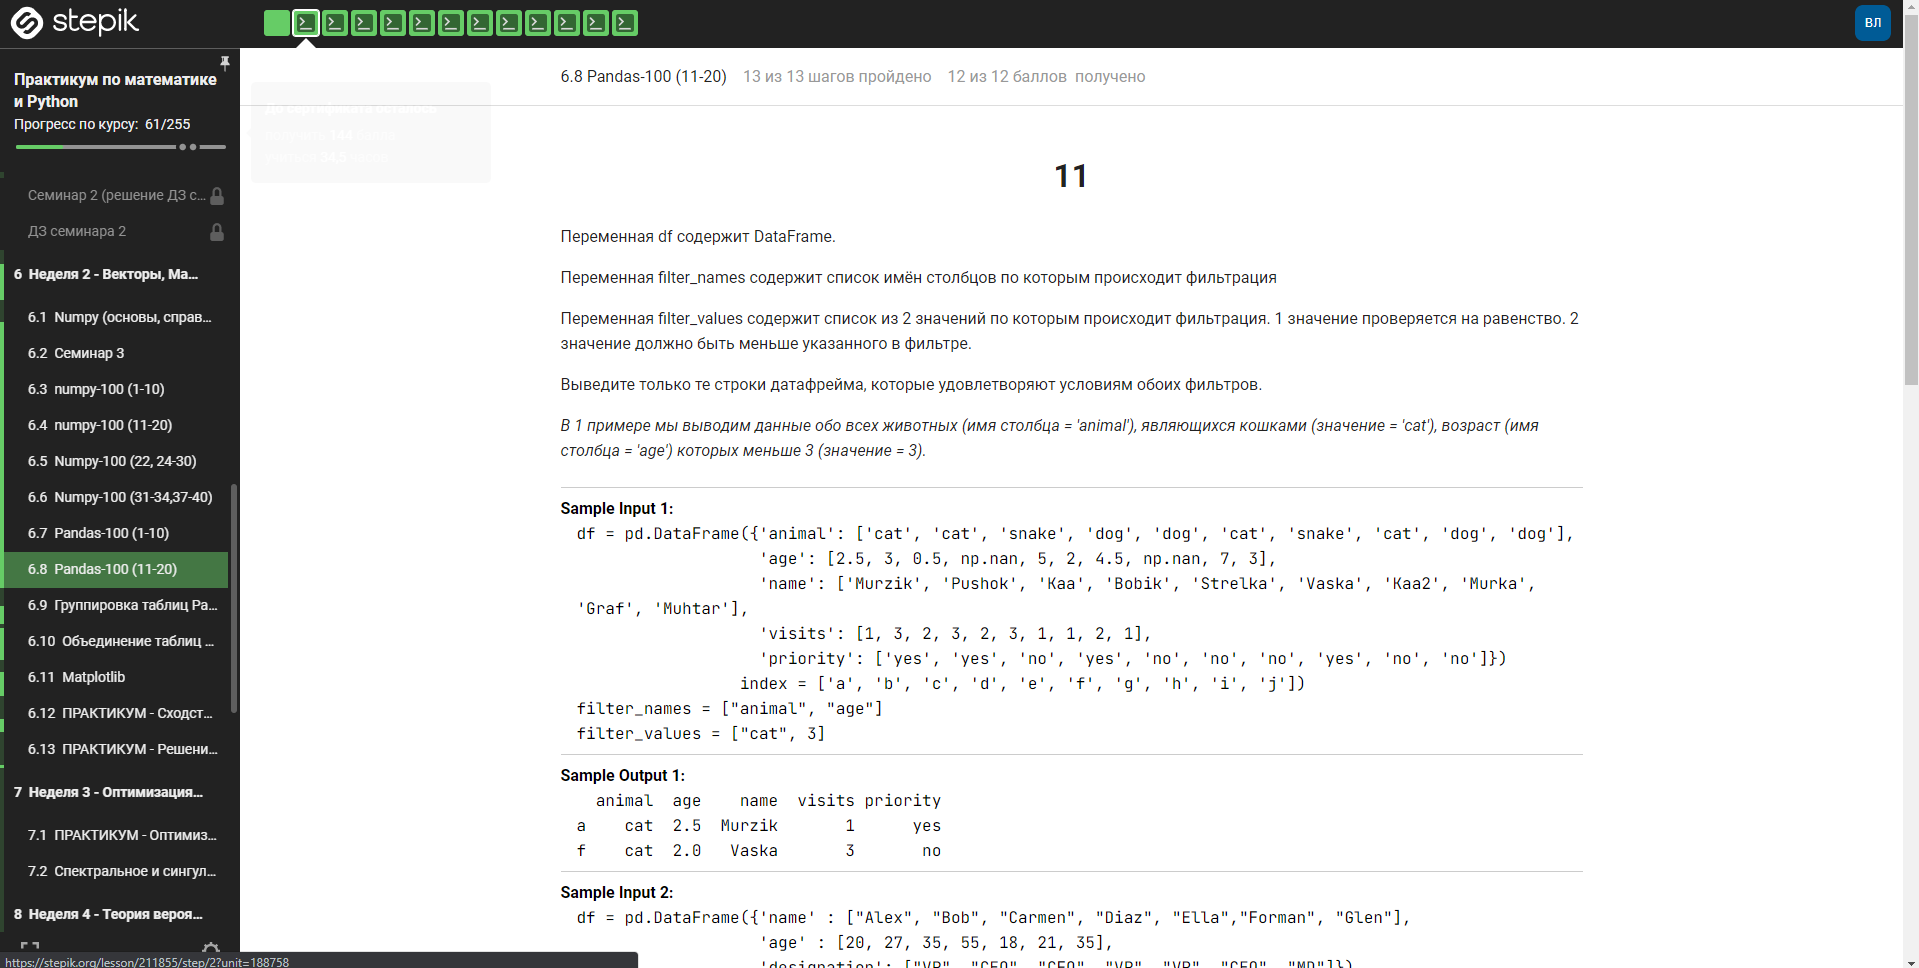 stepik
ВЛ
Практикум по математике
и Python
Прогресс по курсу: 61/255
Семинар 2 (решение ДЗ с...
ДЗ семинара 2
6 Неделя 2 - Векторы, Ма...
6.1 Numpy (основы, справ...
6.2 Семинар 3
6.3 numpy-100 (1-10)
6.4 numpy-100 (11-20)
6.5 Numpy-100 (22, 24-30)
6.6 Numpy-100 (31-34,37-40)
6.7 Pandas-100 (1-10)
6.8 Pandas-100 (11-20)
6.9 Группировка таблиц Pa...
6.10 Объединение таблиц ...
6.11 Matplotlib
6.12 ПРАКТИКУМ - Сходст...
6.13 ПРАКТИКУМ - Решени...
7 Неделя 3 - Оптимизация...
7.1 ПРАКТИКУМ - Оптимиз...
7.2 Спектральное и сингул...
8 Неделя 4 - Теория вероя...
https://stepik.org/lesson/211855/step/2?unit=188758
6.8 Pandas-100 (11-20) 13 из 13 шагов пройдено 12 из 12 баллов получено
11
Переменная df содержит DataFrame.
Переменная filter_names содержит список имён столбцов по которым происходит фильтрация
Переменная filter_values содержит список из 2 значений по которым происходит фильтрация. 1 значение проверяется на равенство. 2
значение должно быть меньше указанного в фильтре.
Выведите только те строки датафрейма, которые удовлетворяют условиям обоих фильтров.
В 1 примере мы выводим данные обо всех животных (имя столбца = 'animal'), являющихся кошками (значение = 'cat'), возраст (имя
столбца = 'age') которых меньше 3 (значение = 3).
Sample Input 1:
df = pd.DataFrame({'animal': ['cat', 'cat', 'snake', 'dog', 'dog', 'cat', 'snake', 'cat', 'dog', 'dog'],
'age': [2.5, 3, 0.5, np.nan, 5, 2, 4.5, np.nan, 7, 3],
'name': ['Murzik', 'Pushok', 'Kaa', 'Bobik', 'Strelka', 'Vaska', 'Kaa2', 'Murka',
'Graf', 'Muhtar'],
'visits': [1, 3, 2, 3, 2, 3, 1, 1, 2, 1],
'priority': ['yes', 'yes', 'no', 'yes', 'no', 'no', 'no', 'yes', 'no', 'no']})
index = ['a', 'b', 'c', 'd', 'e', 'f', 'g', 'h', 'i', 'j'])
filter_names = ["animal", "age"]
filter_values = ["cat", 3]
Sample Output 1:
animal age name visits priority
a cat 2.5 Murzik 1 yes
f cat 2.0 Vaska 3 no
Sample Input 2:
df = pd.DataFrame({'name' : ["Alex", "Bob", "Carmen", "Diaz", "Ella","Forman", "Glen"],
'age' : [20, 27, 35, 55, 18, 21, 35],
'designation': ["VP", "CEO", "CFO", "VP", "VP", "CEO", "MD"]})